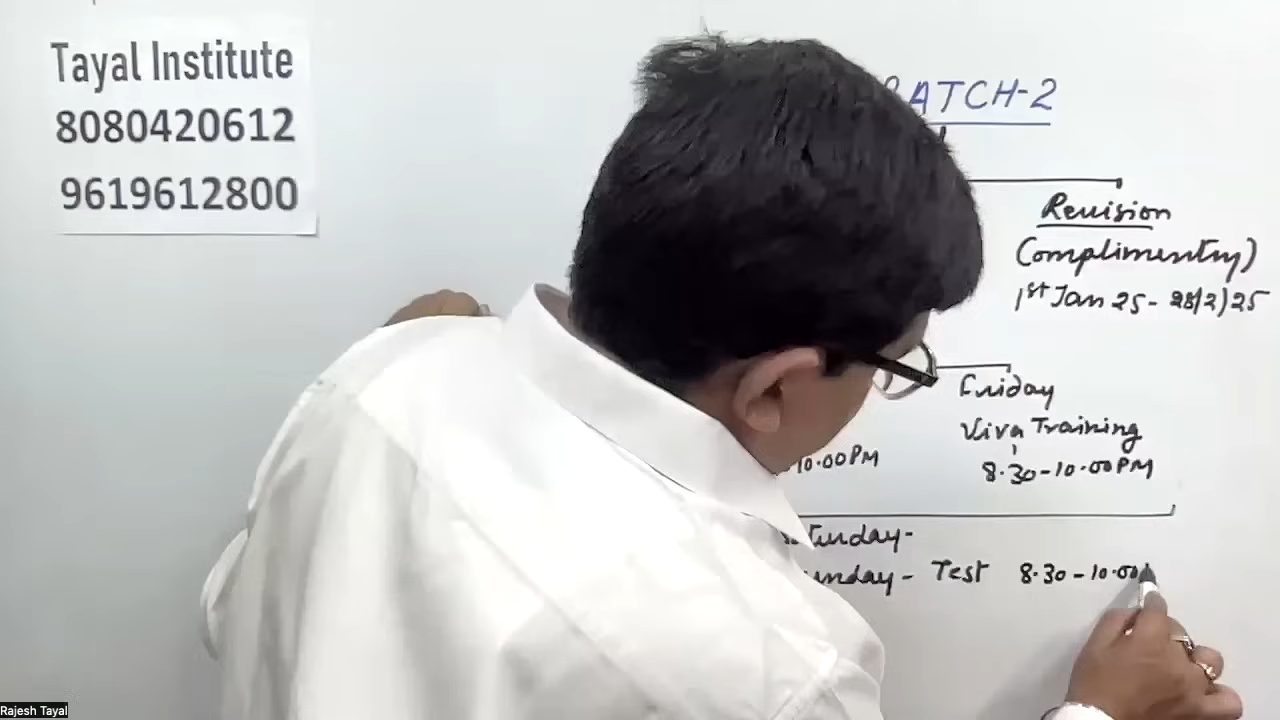 Tayal Institute
8080420612
9619612800
BATCH-2
Revision
(Complimentry)
1st Jan 25 - 28/2/25
Friday
Viva Training
8.30-10.00PM
10.00PM
Saturday-
Sunday- Test 8.30-10.00
Rajesh Tayal